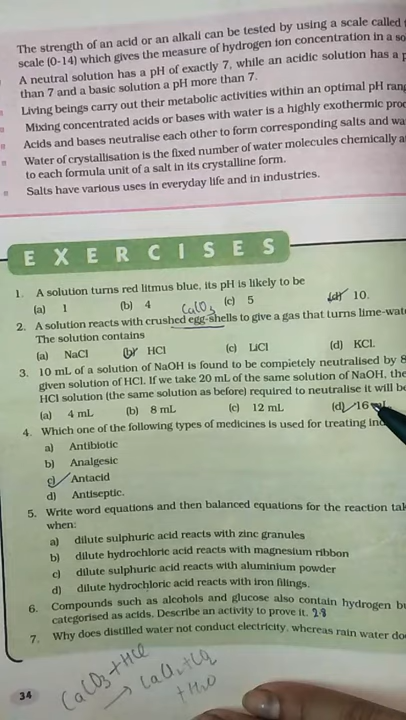 The strength of an acid or an alkali can be tested by using a scale called
scale (0-14) which gives the measure of hydrogen ion concentration in a
A neutral solution has a pH of exactly 7, while an acidic solution has a
than 7 and a basic solution a pH more than 7.
Living beings carry out their metabolic activities within an optimal pH
Mixing concentrated acids or bases with water is a highly exothermic
Acids and bases neutralise each other to form corresponding salts and
Water of crystallisation is the fixed number of water molecules chemically
to each formula unit of a salt in its crystalline form.
Salts have various uses in everyday life and in industries.
EXERCISES
1. A solution turns red litmus blue, its pH is likely to be
(a) 1 (b) 4 (c) 5 (d) 10.
CaCO3
2. A solution reacts with crushed egg-shells to give a gas that turns
The solution contains
(a) NaCl (b) HCl (c) LiCl (d) KCl.
3. 10 mL of a solution of NaOH is found to be completely neutralised by 8
given solution of HCl. If we take 20 mL of the same solution of NaOH, the
HCl solution (the same solution as before) required to neutralise it will be
(a) 4 mL (b) 8 mL (c) 12 mL (d) 16
4. Which one of the following types of medicines is used for treating
a) Antibiotic
b) Analgesic
c) Antacid
d) Antiseptic.
5. Write word equations and then balanced equations for the reaction
when:
a) dilute sulphuric acid reacts with zinc granules
b) dilute hydrochloric acid reacts with magnesium ribbon
c) dilute sulphuric acid reacts with aluminium powder
d) dilute hydrochloric acid reacts with iron filings.
6. Compounds such as alcohols and glucose also contain hydrogen
categorised as acids. Describe an activity to prove it. 2.3
7. Why does distilled water not conduct electricity, whereas rain water
CaCO3 + HCl
→ CaCl2 + CO2
+ H2O
34